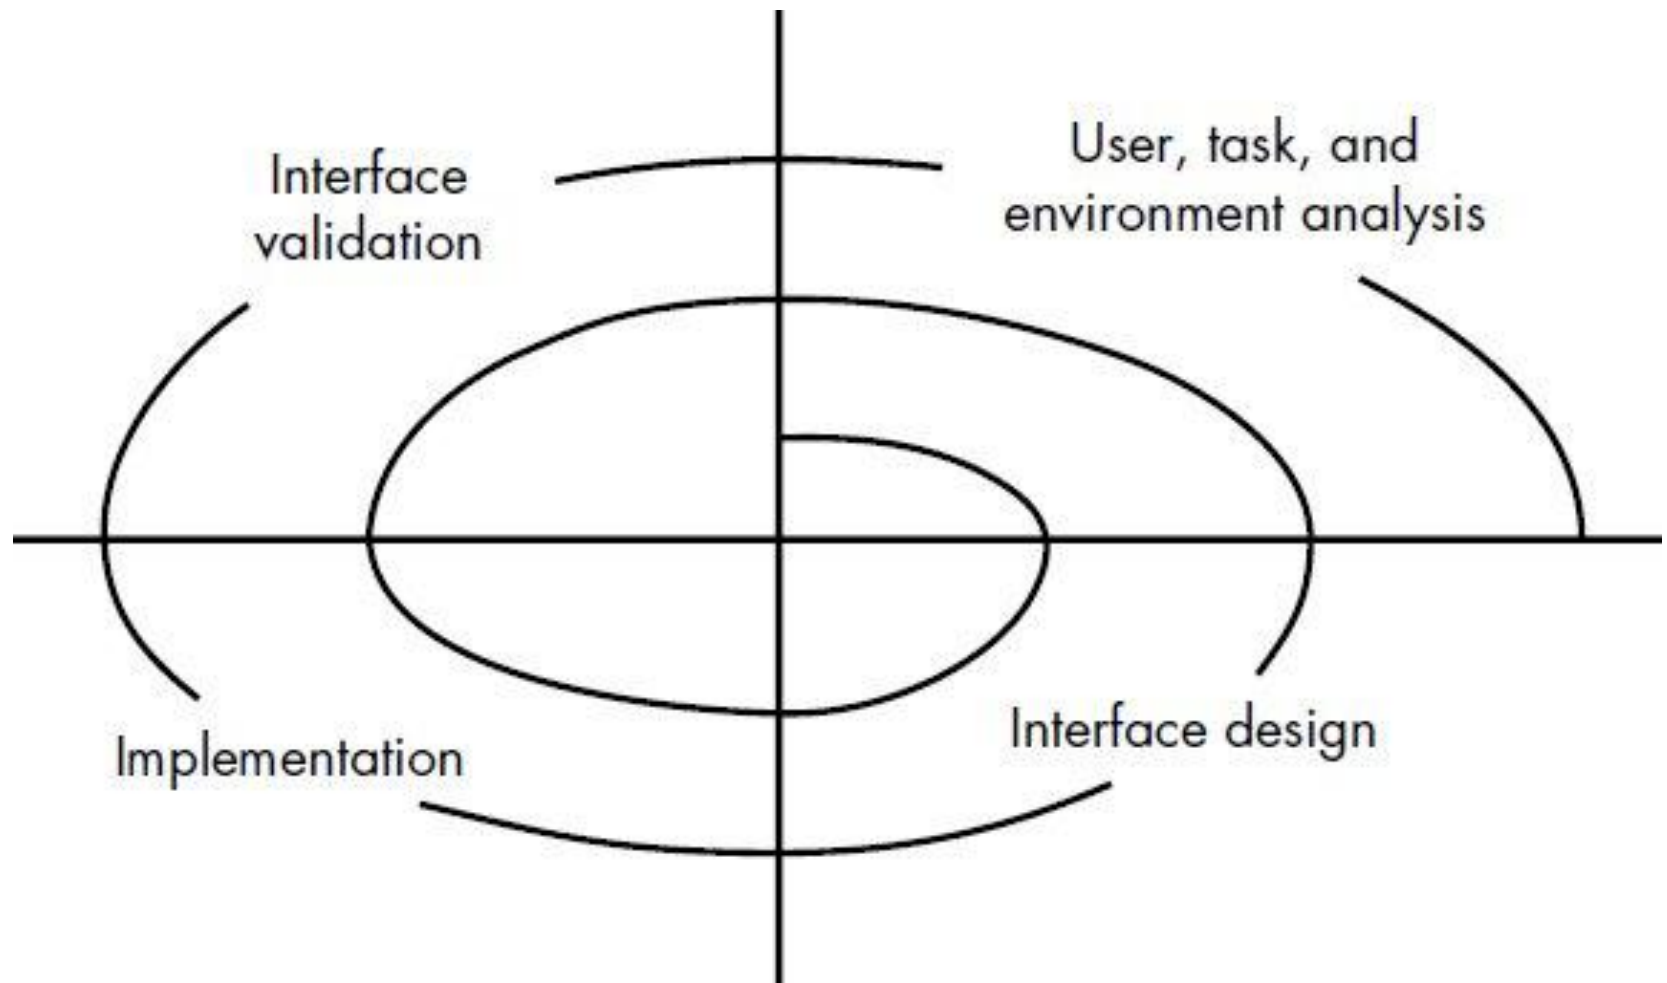 Interface
validation
User, task, and
environment analysis
Implementation
Interface design